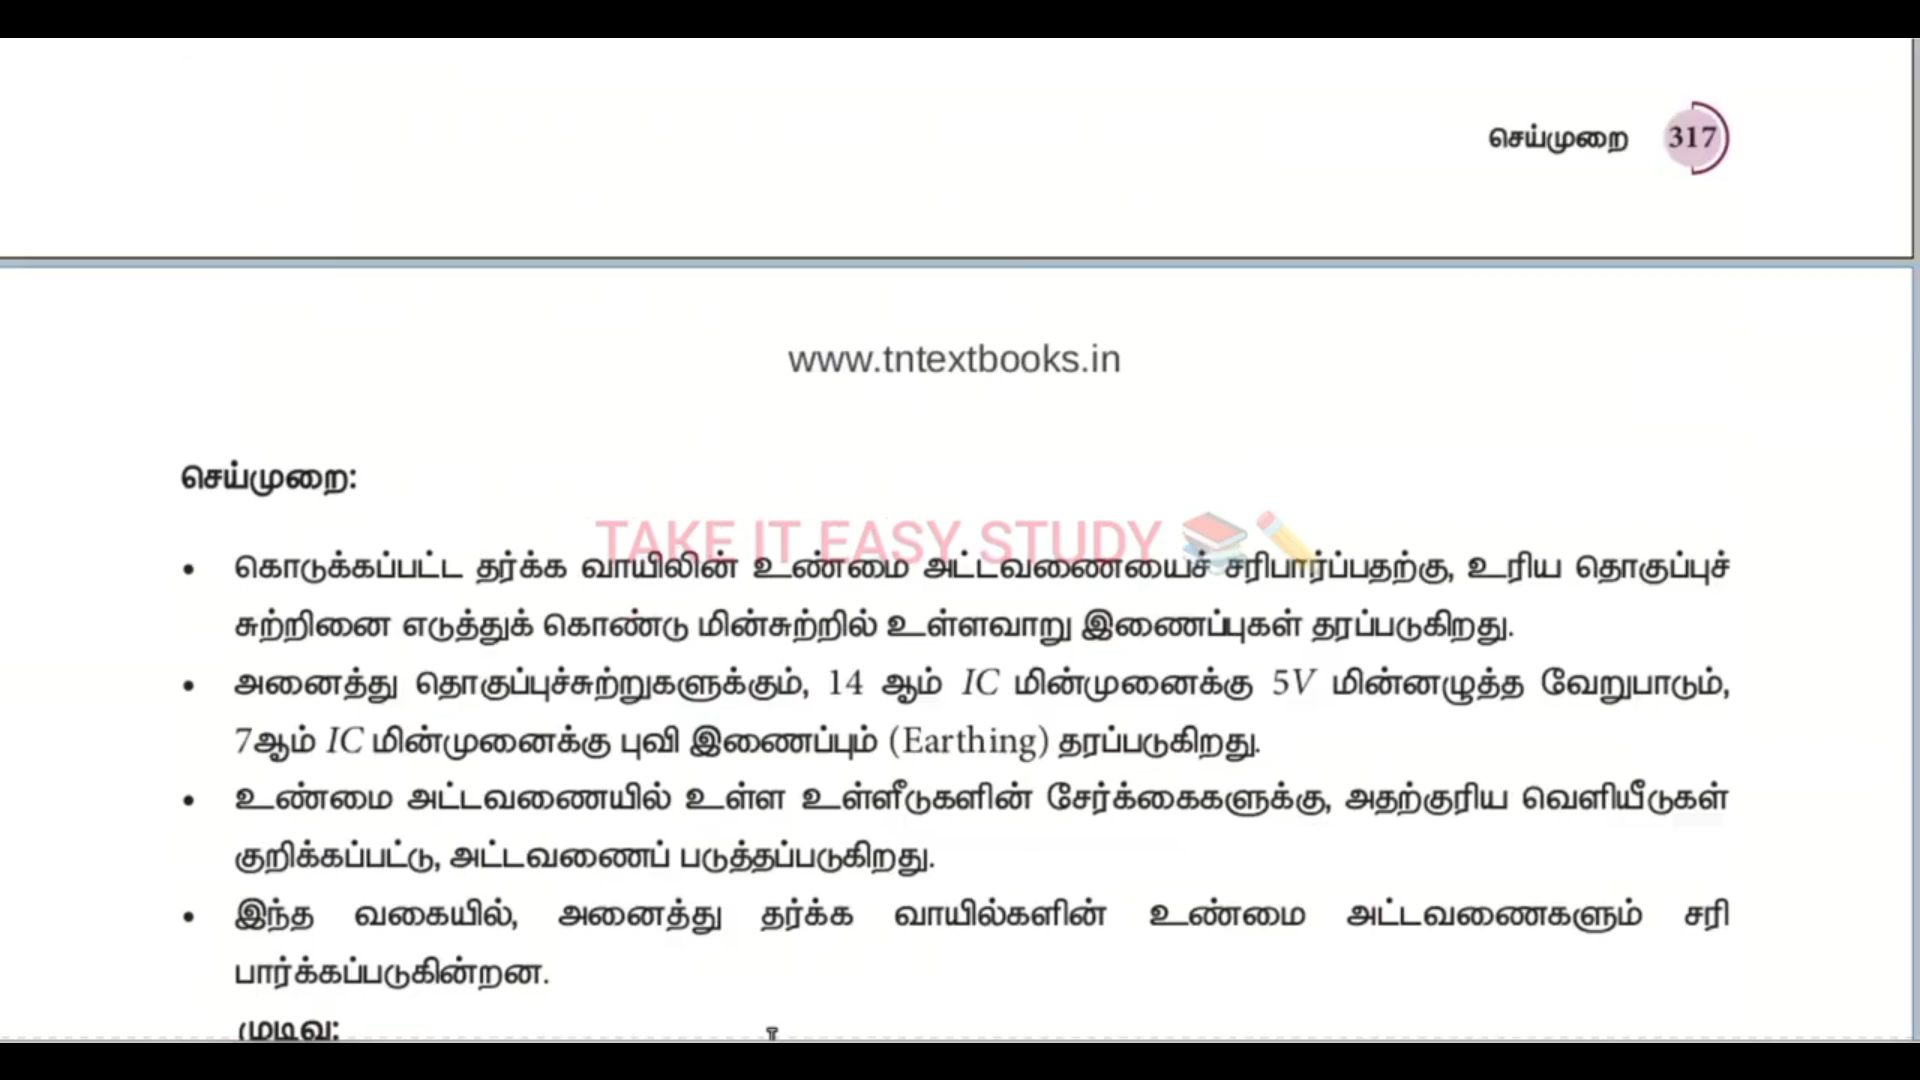 செய்முறை 317
www.tntextbooks.in
செய்முறை:
TAKE IT EASY STUDY
• கொடுக்கப்பட்ட தர்க்க வாயிலின் உண்மை அட்டவணையைச் சரிபார்ப்பதற்கு, உரிய தொகுப்புச்
சுற்றினை எடுத்துக் கொண்டு மின்சுற்றில் உள்ளவாறு இணைப்புகள் தரப்படுகிறது.
• அனைத்து தொகுப்புச்சுற்றுகளுக்கும், 14 ஆம் IC மின்முனைக்கு 5V மின்னழுத்த வேறுபாடும்,
7ஆம் IC மின்முனைக்கு புவி இணைப்பும் (Earthing) தரப்படுகிறது.
• உண்மை அட்டவணையில் உள்ள உள்ளீடுகளின் சேர்க்கைகளுக்கு, அதற்குரிய வெளியீடுகள்
குறிக்கப்பட்டு, அட்டவணைப் படுத்தப்படுகிறது.
• இந்த வகையில், அனைத்து தர்க்க வாயில்களின் உண்மை அட்டவணைகளும் சரி
பார்க்கப்படுகின்றன.
முடிவு: